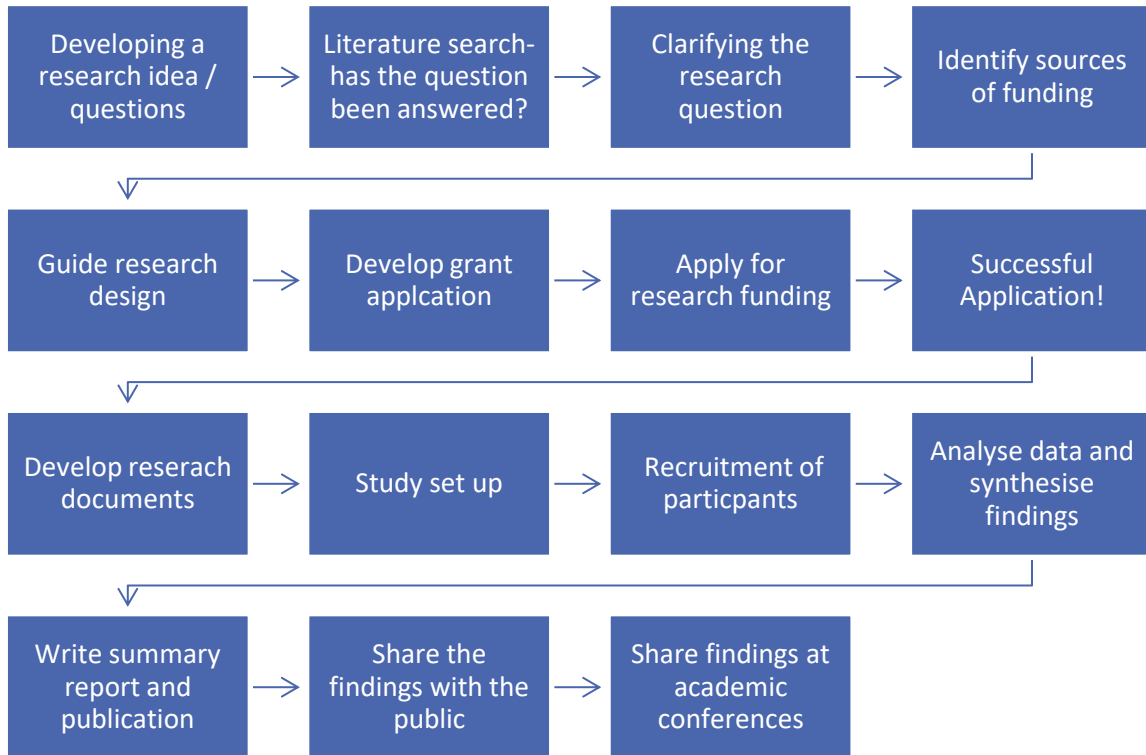 Developing a
research idea /
questions
Literature search-
has the question
been answered?
Clarifying the
research
question
Identify sources
of funding
Guide research
design
Develop grant
applcation
Apply for
research funding
Successful
Application!
Develop reserach
documents
Study set up
Recruitment of
particpants
Analyse data and
synthesise
findings
Write summary
report and
publication
Share the
findings with the
public
Share findings at
academic
conferences